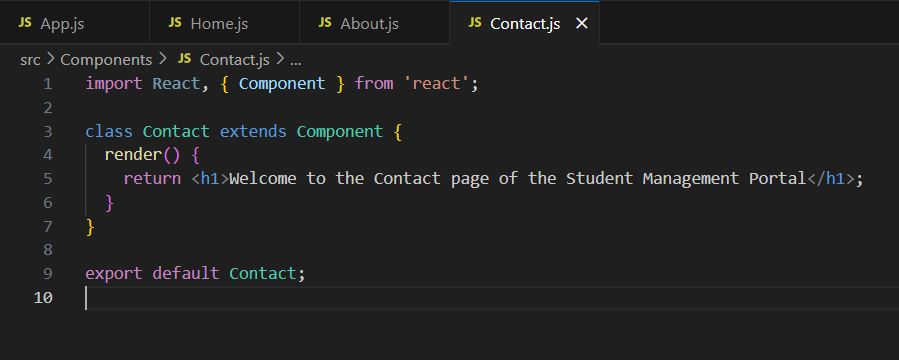 JS App.js JS Home.js JS About.js JS Contact.js ×
src > Components > JS Contact.js > ...
1 import React, { Component } from 'react';
2
3 class Contact extends Component {
4   render() {
5     return <h1>Welcome to the Contact page of the Student Management Portal</h1>;
6   }
7 }
8
9 export default Contact;
10